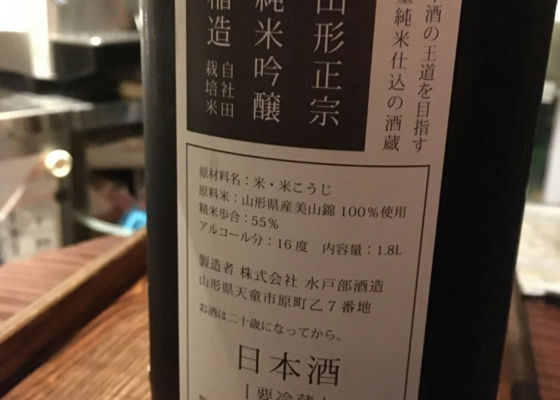 酒の王道を目指す
純米仕込の酒蔵
山形正宗
純米吟醸
稲造
自社田
栽培米
原材料名：米・米こうじ
原料米：山形県産美山錦 100％使用
精米歩合：55％
アルコール分：16度 内容量：1.8L
製造者 株式会社 水戸部酒造
山形県天童市原町乙7番地
お酒は二十歳になってから。
日本酒
要冷蔵